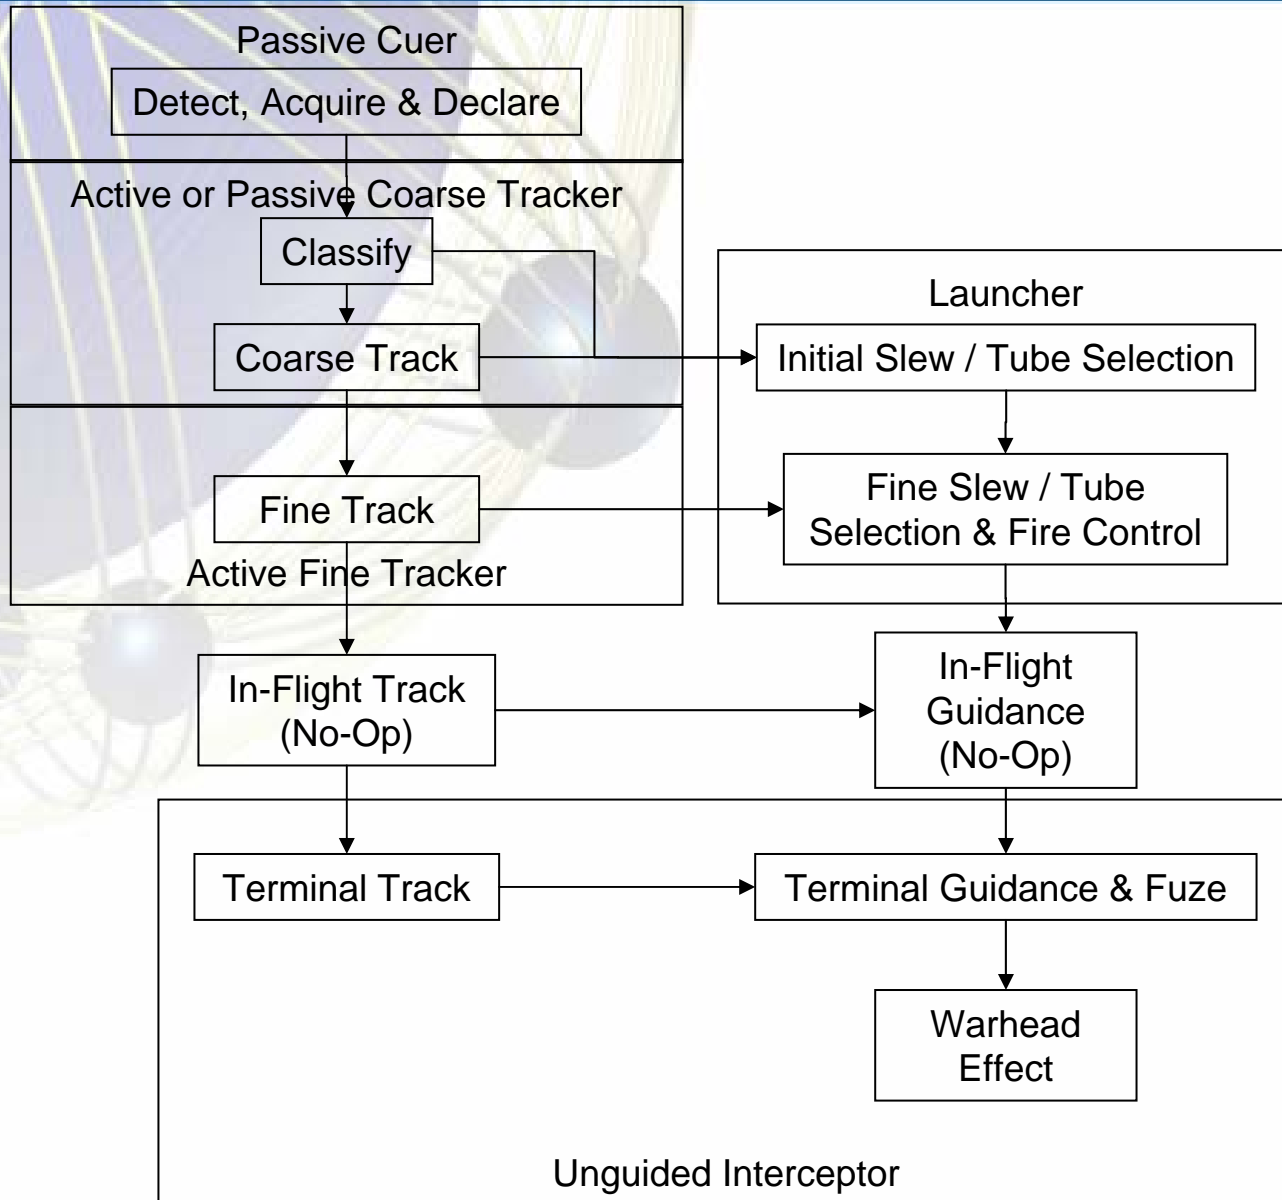 Passive Cuer
Detect, Acquire & Declare
Active or Passive Coarse Tracker
Classify
Coarse Track
Launcher
Initial Slew / Tube Selection
Fine Track
Active Fine Tracker
Fine Slew / Tube
Selection & Fire Control
In-Flight Track
(No-Op)
In-Flight
Guidance
(No-Op)
Terminal Track
Terminal Guidance & Fuze
Warhead
Effect
Unguided Interceptor